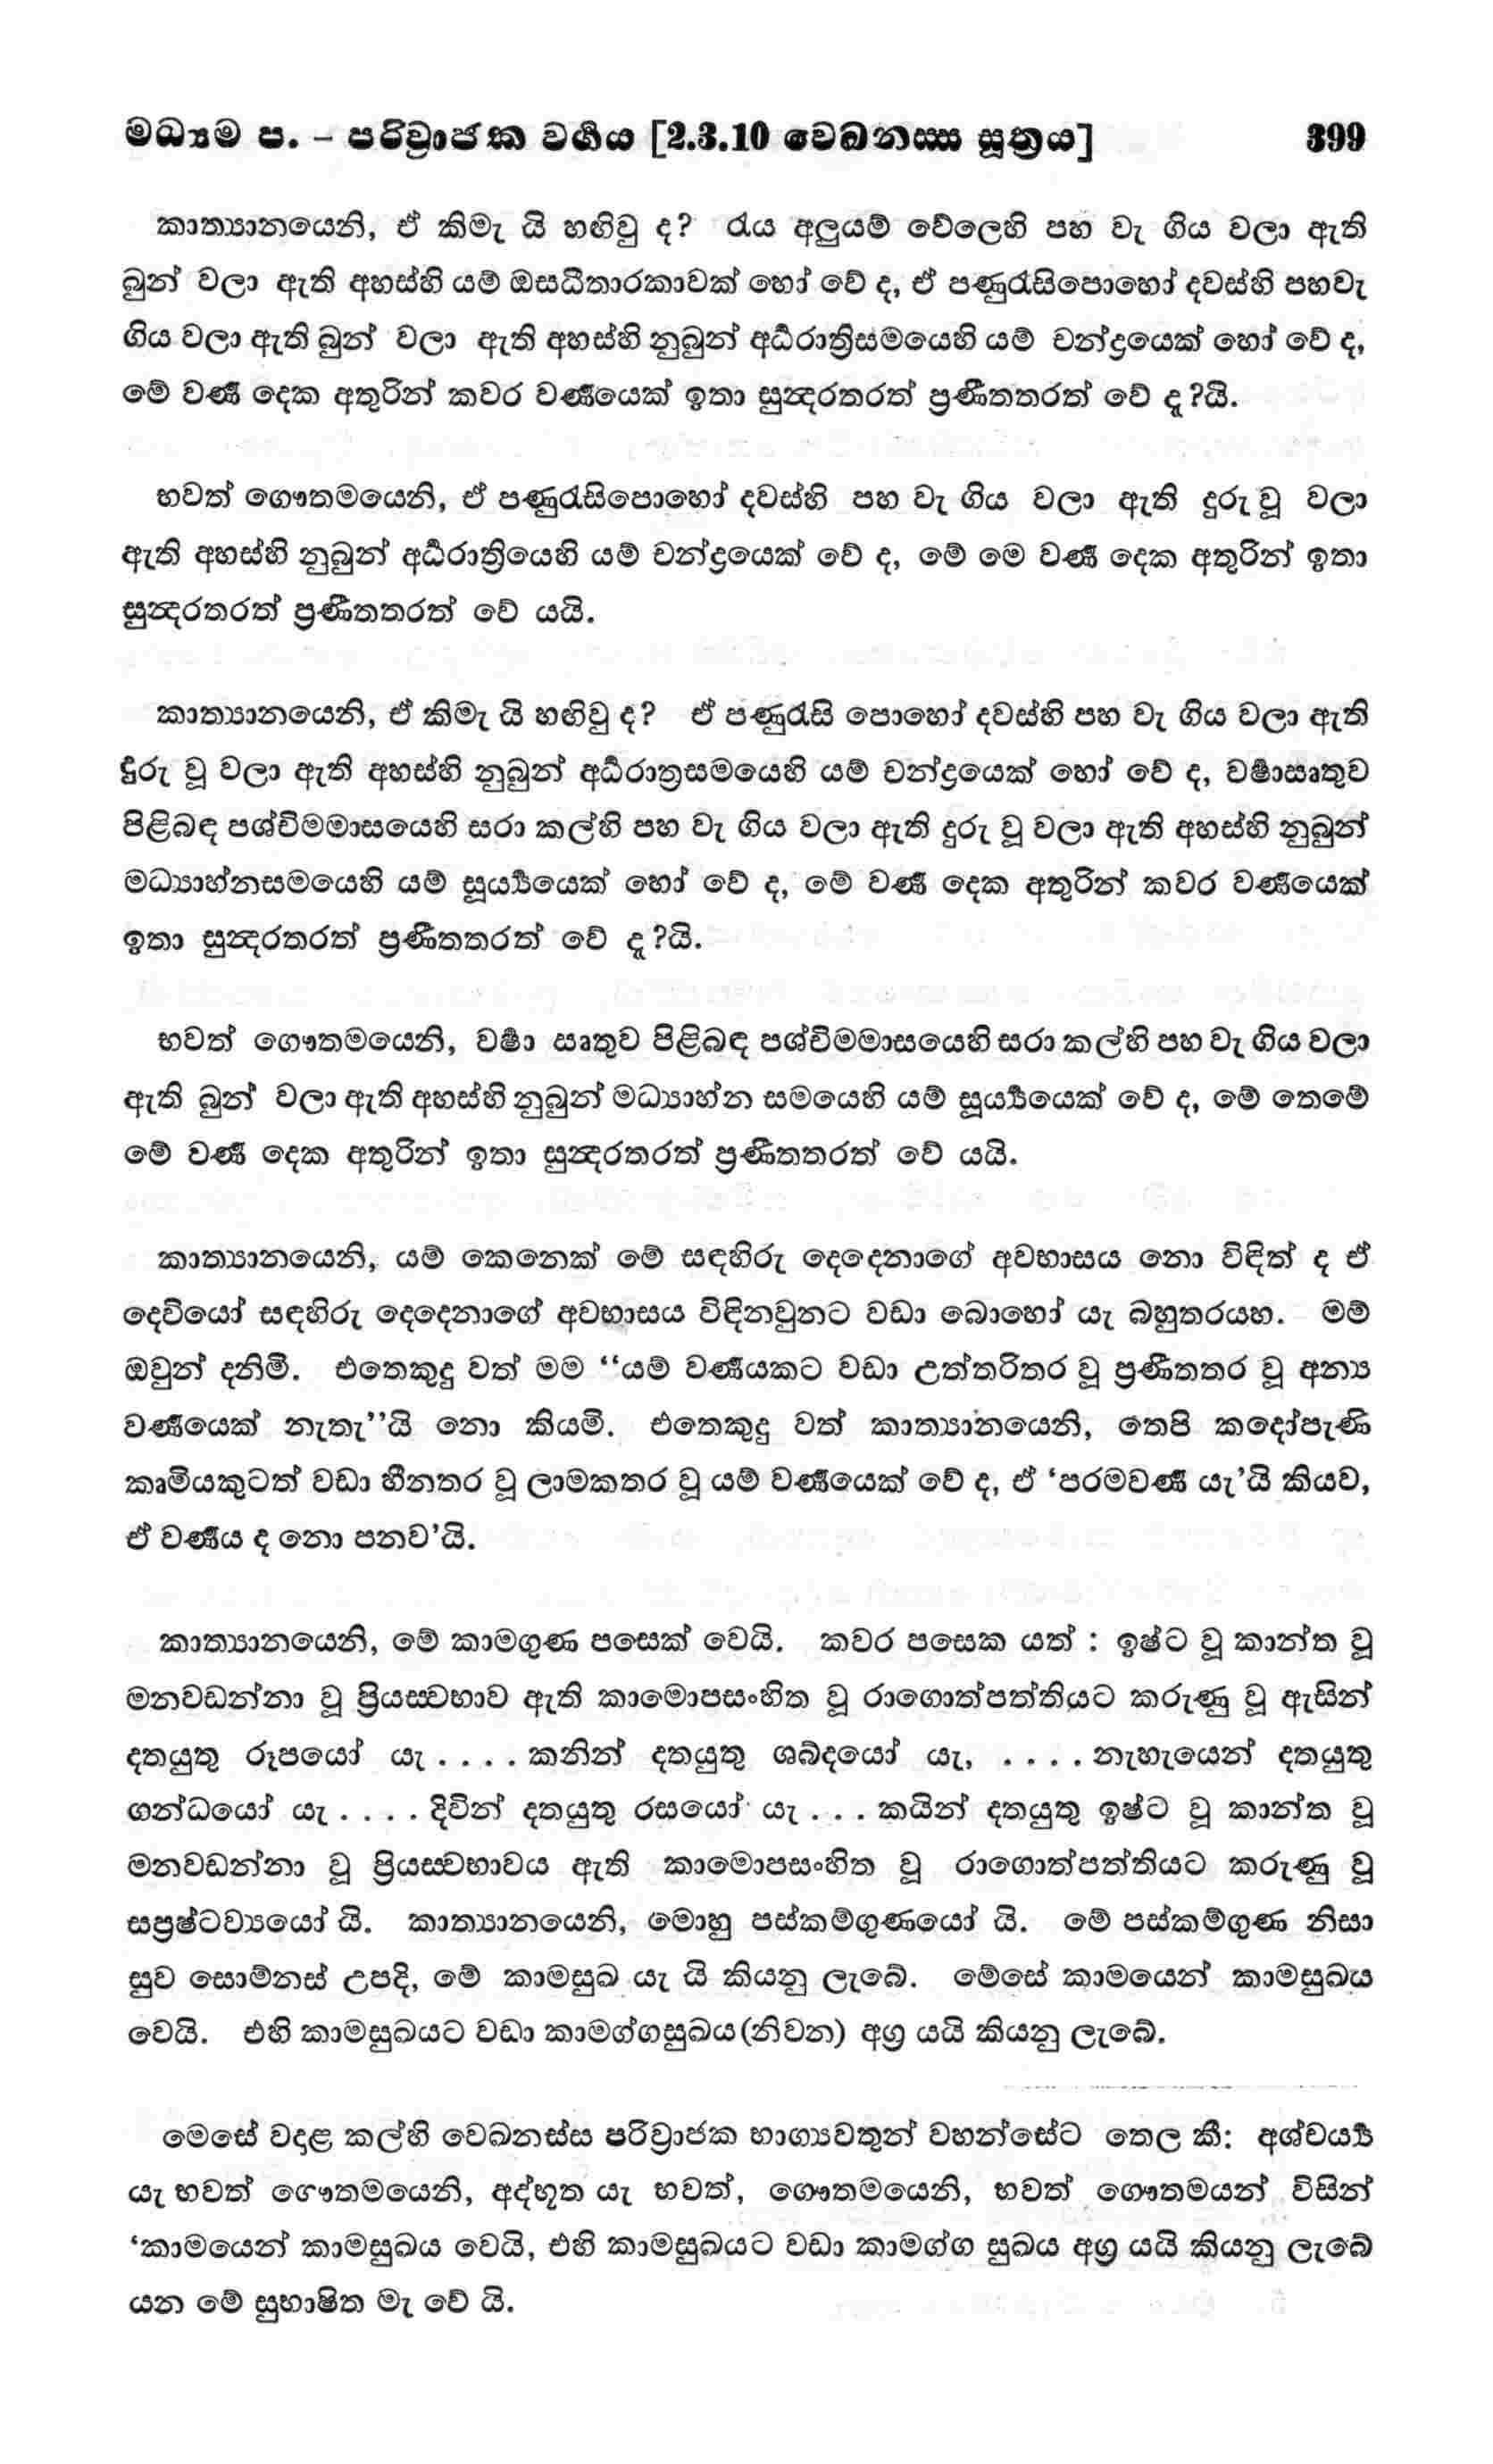 මධ්‍යම ප. – පරිව්‍රාජක වර්‍ගය [2.3.10 වෙඛනස්ස සූත්‍රය] 399
කාත්‍යානයෙනි, ඒ කිමැ යි හඟිවු ද? රැය අලුයම් වේලෙහි පහ වැ ගිය වලා ඇති
බුන් වලා ඇති අහස්හි යම් ඔසධීතාරකාවක් හෝ වේ ද, ඒ පණුරැසිපොහෝ දවස්හි පහවැ
ගිය වලා ඇති බුන් වලා ඇති අහස්හි නුබුන් අර්‍ධරාත්‍රිසමයෙහි යම් චන්ද්‍රයෙක් හෝ වේ ද,
මේ වර්‍ණ දෙක අතුරින් කවර වර්‍ණයෙක් ඉතා සුන්‍දරතරත් ප්‍රණීතතරත් වේ දැ?යි.
භවත් ගෞතමයෙනි, ඒ පණුරැසිපොහෝ දවස්හි පහ වැ ගිය වලා ඇති දුරු වූ වලා
ඇති අහස්හි නුබුන් අර්‍ධරාත්‍රියෙහි යම් චන්ද්‍රයෙක් වේ ද, මේ මෙ වර්‍ණ දෙක අතුරින් ඉතා
සුන්‍දරතරත් ප්‍රණීතතරත් වේ යයි.
කාත්‍යානයෙනි, ඒ කිමැ යි හඟිවු ද? ඒ පණුරැසි පොහෝ දවස්හි පහ වැ ගිය වලා ඇති
දුරු වූ වලා ඇති අහස්හි නුබුන් අර්‍ධරාත්‍රසමයෙහි යම් චන්ද්‍රයෙක් හෝ වේ ද, වර්‍ෂාඍතුව
පිළිබඳ පශ්චිමමාසයෙහි සරා කල්හි පහ වැ ගිය වලා ඇති දුරු වූ වලා ඇති අහස්හි නුබුන්
මධ්‍යාහ්නසමයෙහි යම් සූර්‍ය්‍යයෙක් හෝ වේ ද, මේ වර්‍ණ දෙක අතුරින් කවර වර්‍ණයෙක්
ඉතා සුන්‍දරතරත් ප්‍රණීතතරත් වේ දැ?යි.
භවත් ගෞතමයෙනි, වර්‍ෂා ඍතුව පිළිබඳ පශ්චිමමාසයෙහි සරා කල්හි පහ වැ ගිය වලා
ඇති බුන් වලා ඇති අහස්හි නුබුන් මධ්‍යාහ්න සමයෙහි යම් සූර්‍ය්‍යයෙක් වේ ද, මේ තෙමේ
මේ වර්‍ණ දෙක අතුරින් ඉතා සුන්‍දරතරත් ප්‍රණීතතරත් වේ යයි.
කාත්‍යානයෙනි, යම් කෙනෙක් මේ සඳහිරු දෙදෙනාගේ අවභාසය නො විඳිත් ද ඒ
දෙවියෝ සඳහිරු දෙදෙනාගේ අවභාසය විඳිනවුනට වඩා බොහෝ යැ බහුතරයහ. මම්
ඔවුන් දනිමි. එතෙකුදු වත් මම “යම් වර්‍ණයකට වඩා උත්තරිතර වූ ප්‍රණීතතර වූ අන්‍ය
වර්‍ණයෙක් නැතැ”යි නො කියමි. එතෙකුදු වත් කාත්‍යානයෙනි, තෙපි කදෝපැණි
කෘමියකුටත් වඩා හීනතර වූ ලාමකතර වූ යම් වර්‍ණයෙක් වේ ද, ඒ ‘පරමවර්‍ණ යැ’යි කියව,
ඒ වර්‍ණය ද නො පනව’යි.
කාත්‍යානයෙනි, මේ කාමගුණ පසෙක් වෙයි. කවර පසෙක යත් : ඉෂ්ට වූ කාන්ත වූ
මනවඩන්නා වූ ප්‍රියස්වභාව ඇති කාමොපසංහිත වූ රාගොත්පත්තියට කරුණු වූ ඇසින්
දතයුතු රූපයෝ යැ . . . . කනින් දතයුතු ශබ්දයෝ යැ, . . . . නැහැයෙන් දතයුතු
ගන්ධයෝ යැ . . . . දිවින් දතයුතු රසයෝ යැ . . . කයින් දතයුතු ඉෂ්ට වූ කාන්ත වූ
මනවඩන්නා වූ ප්‍රියස්වභාවය ඇති කාමොපසංහිත වූ රාගොත්පත්තියට කරුණු වූ
ස්ප්‍රෂ්ටව්‍යයෝ යි. කාත්‍යානයෙනි, මොහු පස්කම්ගුණයෝ යි. මේ පස්කම්ගුණ නිසා
සුව සොම්නස් උපදි, මේ කාමසුඛ යැ යි කියනු ලැබේ. මේසේ කාමයෙන් කාමසුඛය
වෙයි. එහි කාමසුඛයට වඩා කාමග්ගසුඛය(නිවන) අග්‍ර යයි කියනු ලැබේ.
මෙසේ වදාළ කල්හි වෙඛනස්ස පරිව්‍රාජක භාග්‍යවතුන් වහන්සේට තෙල කී: අශ්චර්‍ය්‍ය
යැ භවත් ගෞතමයෙනි, අද්භූත යැ භවත්, ගෞතමයෙනි, භවත් ගෞතමයන් විසින්
‘කාමයෙන් කාමසුඛය වෙයි, එහි කාමසුඛයට වඩා කාමග්ග සුඛය අග්‍ර යයි කියනු ලැබේ
යන මේ සුභාෂිත මැ වේ යි.